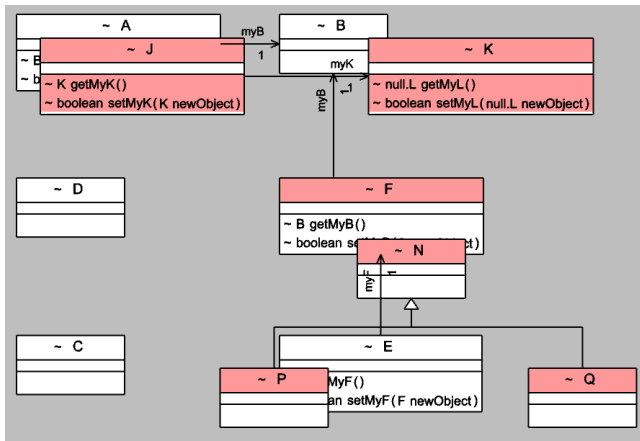 ~ A
~ B
~ J
myB
1
~ K
~ B
~ b
~ K getMyK()
~ boolean setMyK(K newObject)
myK
1
1
~ null.L getMyL()
~ boolean setMyL(null.L newObject)
myB
~ D
~ F
~ B getMyB()
~ boolean
ct)
~ N
myF
1
~ C
~ E
MyF()
an setMyF(F newObject)
~ P
~ Q